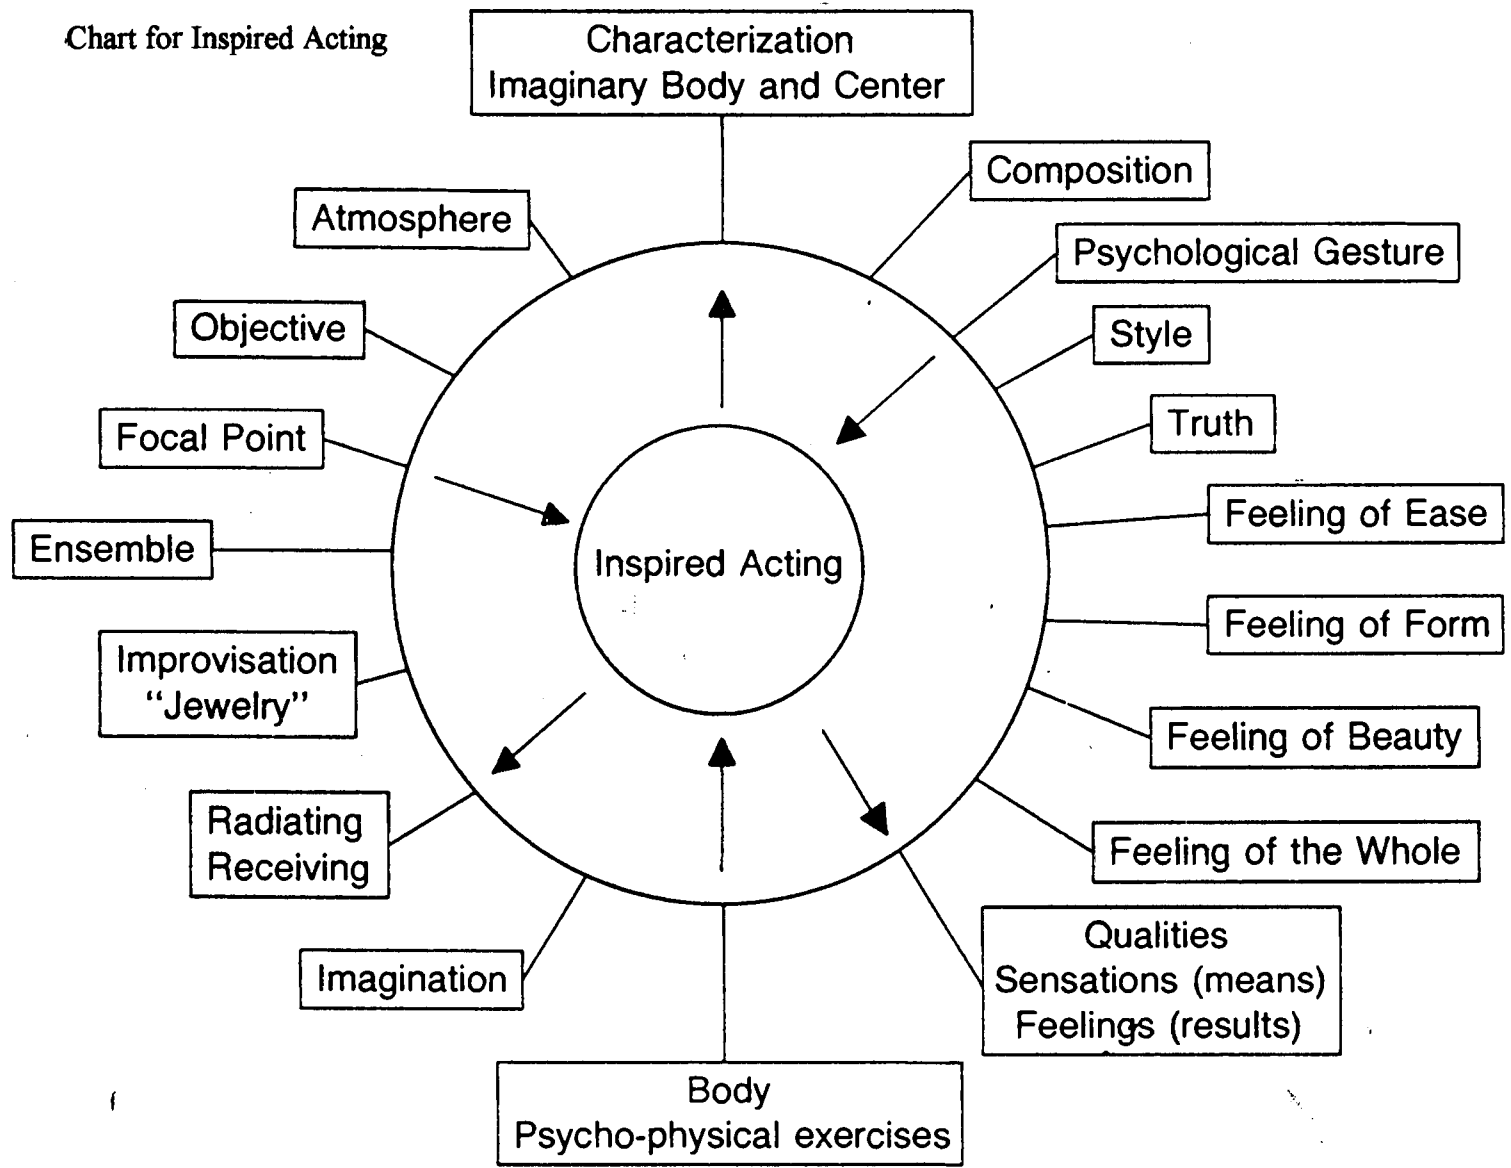 Chart for Inspired Acting
Characterization
Imaginary Body and Center
Composition
Atmosphere
Psychological Gesture
Objective
Style
Truth
Focal Point
Feeling of Ease
Ensemble
Inspired Acting
Feeling of Form
Improvisation
“Jewelry”
Feeling of Beauty
Radiating
Receiving
Feeling of the Whole
Qualities
Sensations (means)
Feelings (results)
Imagination
Body
Psycho-physical exercises